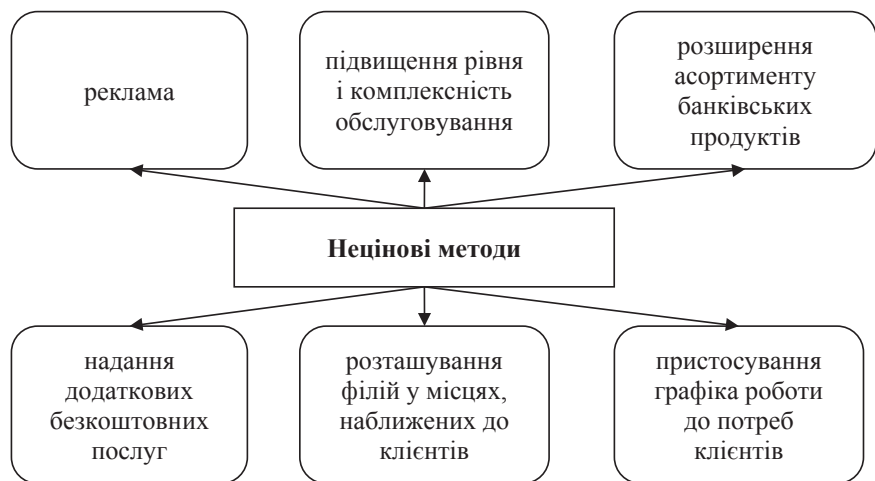 реклама
підвищення рівня
і комплексність
обслуговування
розширення
асортименту
банківських
продуктів
Нецінові методи
надання
додаткових
безкоштовних
послуг
розташування
філій у місцях,
наближених до
клієнтів
пристосування
графіка роботи
до потреб
клієнтів